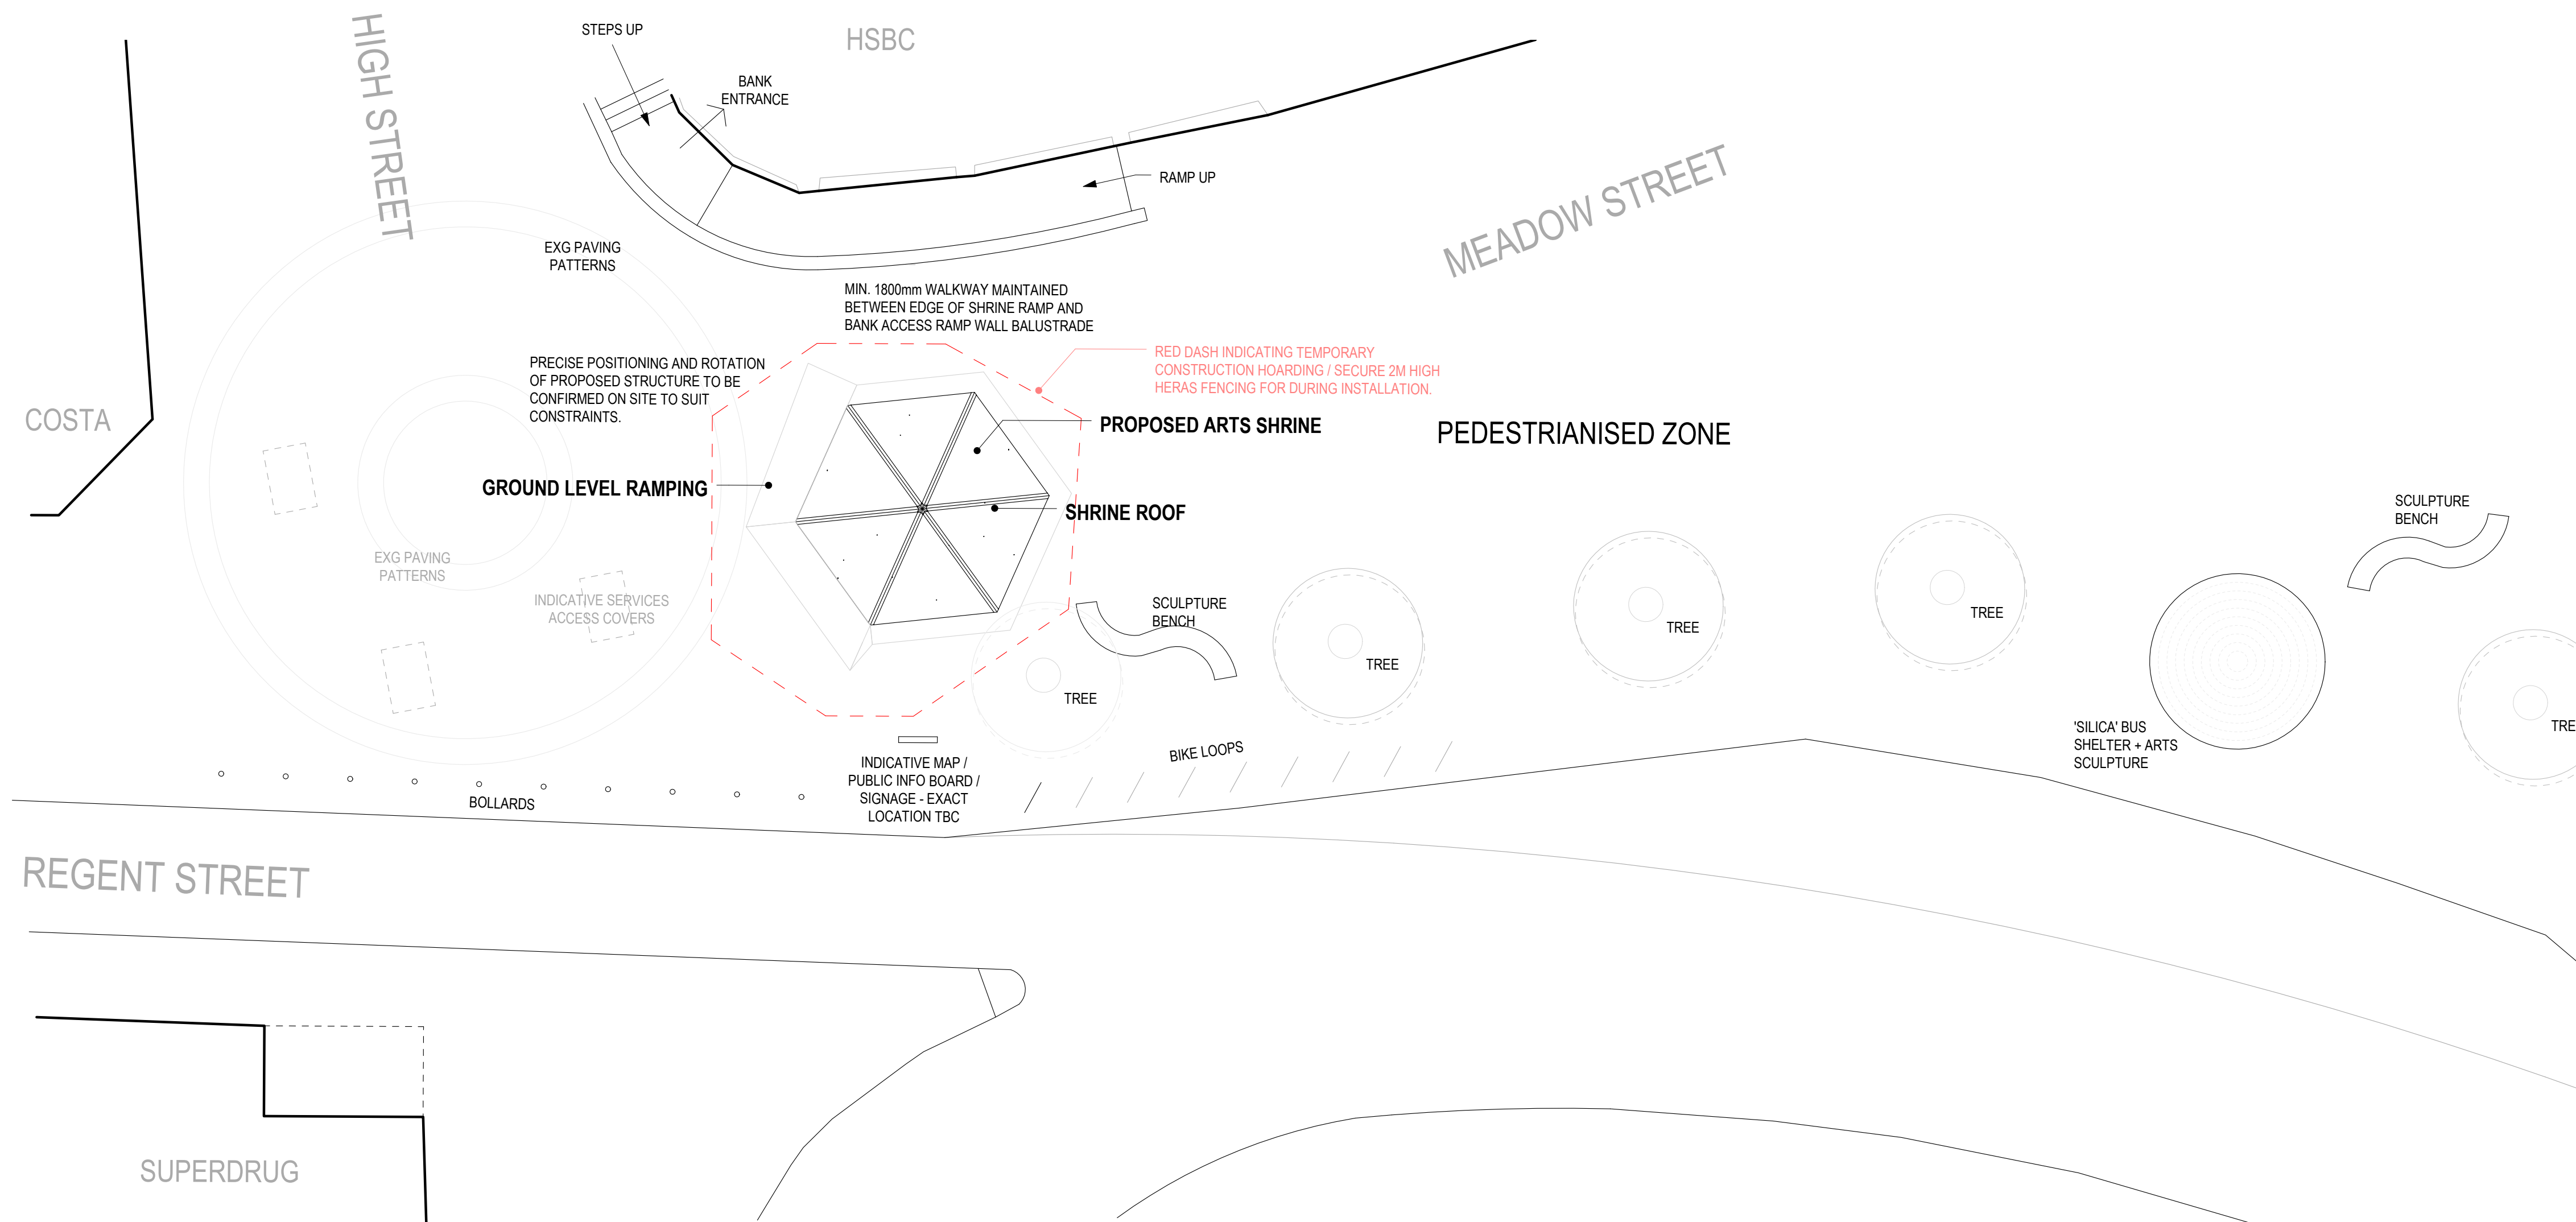 HIGH STREET
STEPS UP
HSBC
BANK
ENTRANCE
RAMP UP
MEADOW STREET
EXG PAVING
PATTERNS
MIN. 1800mm WALKWAY MAINTAINED
BETWEEN EDGE OF SHRINE RAMP AND
BANK ACCESS RAMP WALL BALUSTRADE
PRECISE POSITIONING AND ROTATION
OF PROPOSED STRUCTURE TO BE
CONFIRMED ON SITE TO SUIT
CONSTRAINTS.
RED DASH INDICATING TEMPORARY
CONSTRUCTION HOARDING / SECURE 2M HIGH
HERAS FENCING FOR DURING INSTALLATION.
COSTA
PROPOSED ARTS SHRINE
PEDESTRIANISED ZONE
GROUND LEVEL RAMPING
SHRINE ROOF
SCULPTURE
BENCH
EXG PAVING
PATTERNS
INDICATIVE SERVICES
ACCESS COVERS
SCULPTURE
BENCH
TREE
TREE
TREE
TREE
TREE
'SILICA' BUS
SHELTER + ARTS
SCULPTURE
BIKE LOOPS
INDICATIVE MAP /
PUBLIC INFO BOARD /
SIGNAGE - EXACT
LOCATION TBC
BOLLARDS
REGENT STREET
SUPERDRUG